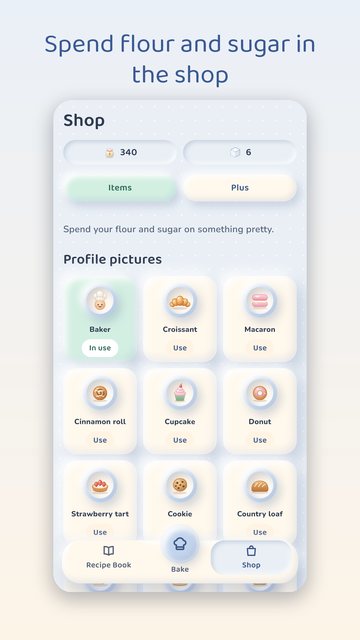 Spend flour and sugar in
the shop
Shop
340
6
Items
Plus
Spend your flour and sugar on something pretty.
Profile pictures
Baker
Croissant
Macaron
In use
Use
Use
Cinnamon roll
Cupcake
Donut
Use
Use
Use
Strawberry tart
Cookie
Country loaf
Use
Use
Recipe Book
Bake
Shop